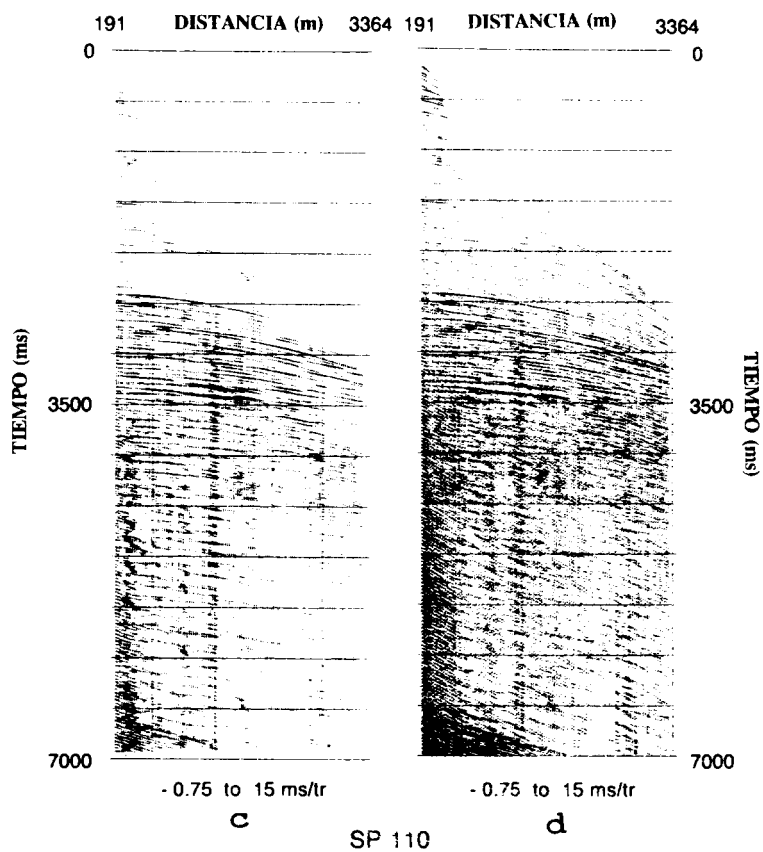 191 DISTANCIA (m) 3364 191 DISTANCIA (m) 3364
0 0
TIEMPO (ms)
3500 3500
TIEMPO (ms)
7000 7000
- 0.75 to 15 ms/tr - 0.75 to 15 ms/tr
c d
SP 110